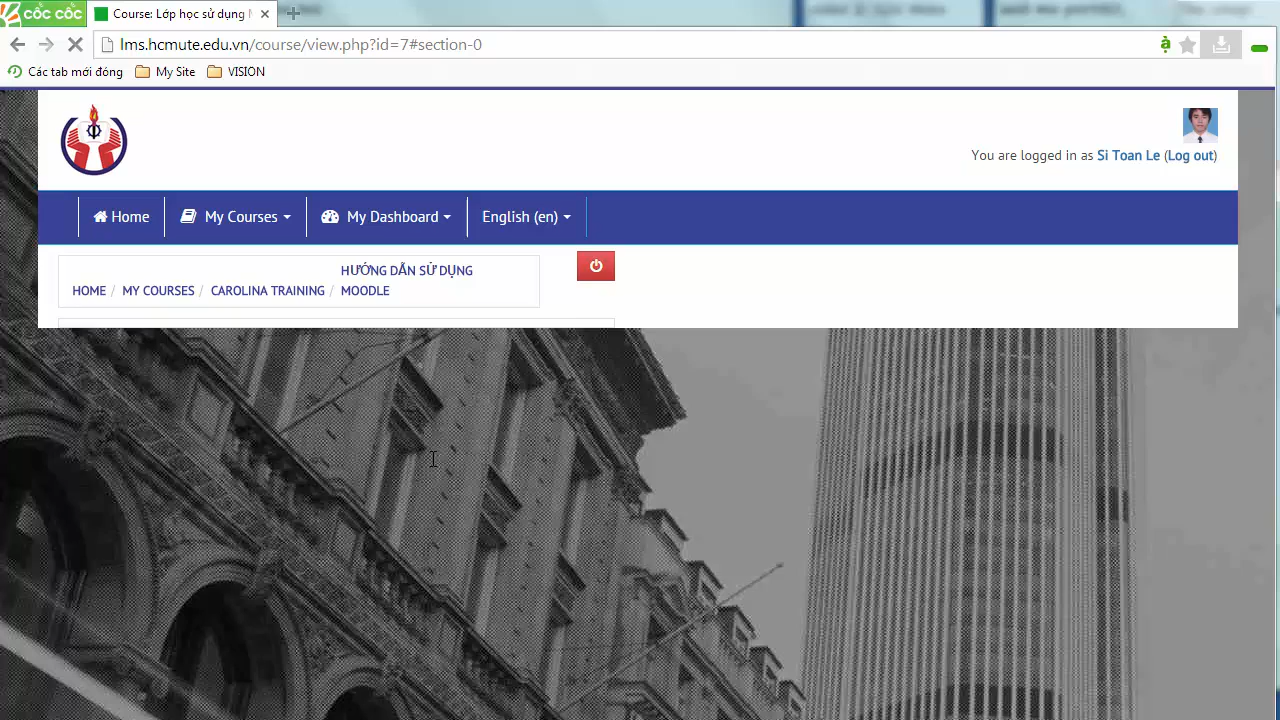 cốc cốc
Course: Lớp học sử dụng
lms.hcmute.edu.vn/course/view.php?id=7#section-0
ạ
Các tab mới đóng
My Site
VISION
You are logged in as Si Toan Le (Log out)
Home
My Courses
My Dashboard
English (en)
HOME / MY COURSES / CAROLINA TRAINING / HƯỚNG DẪN SỬ DỤNG
MOODLE